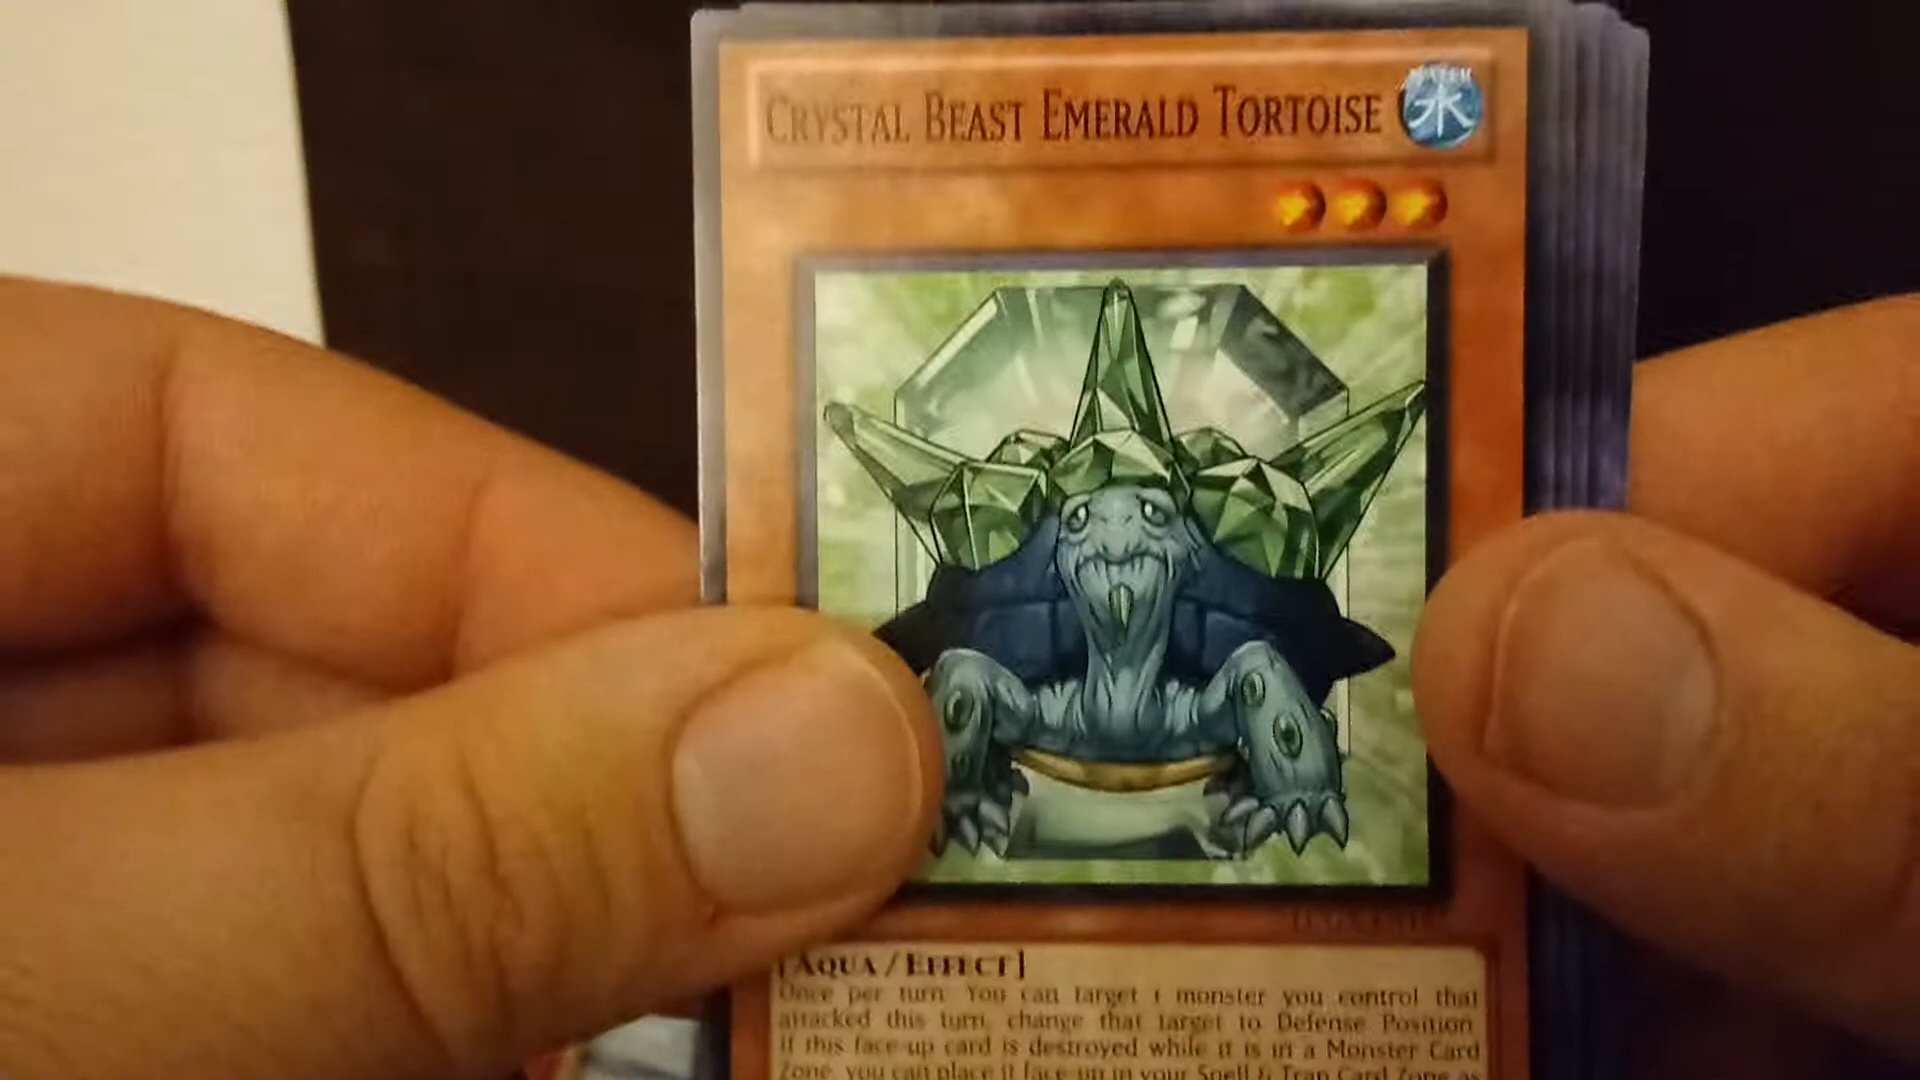 CRYSTAL BEAST EMERALD TORTOISE
WATER
水
[AQUA / EFFECT]
Once per turn: You can target 1 monster you control that
attacked this turn; change that target to Defense Position.
If this face-up card is destroyed while it is in a Monster Card
Zone, you can place it face-up in your Spell & Trap Card Zone as